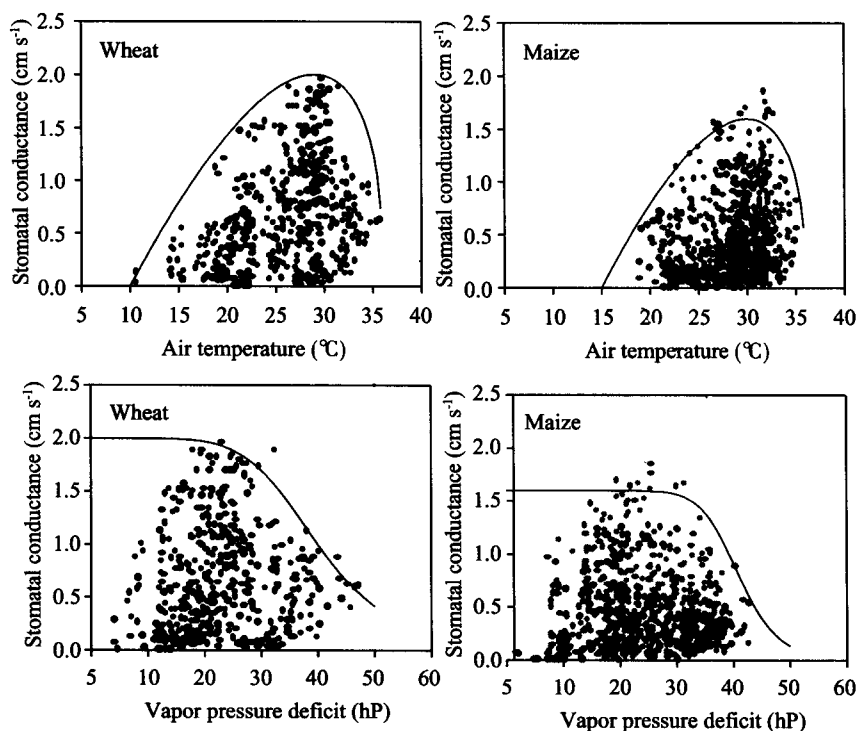 2.5
2.0
1.5
1.0
0.5
0.0
Stomatal conductance (cm s⁻¹)
Wheat
5 10 15 20 25 30 35 40
Air temperature (℃)
2.5
2.0
1.5
1.0
0.5
0.0
Stomatal conductance (cm s⁻¹)
Maize
5 10 15 20 25 30 35 40
Air temperature (℃)
2.5
2.0
1.5
1.0
0.5
0.0
Stomatal conductance (cm s⁻¹)
Wheat
5 10 20 30 40 50 60
Vapor pressure deficit (hP)
2.5
2.0
1.5
1.0
0.5
0.0
Stomatal conductance (cm s⁻¹)
Maize
5 10 20 30 40 50 60
Vapor pressure deficit (hP)